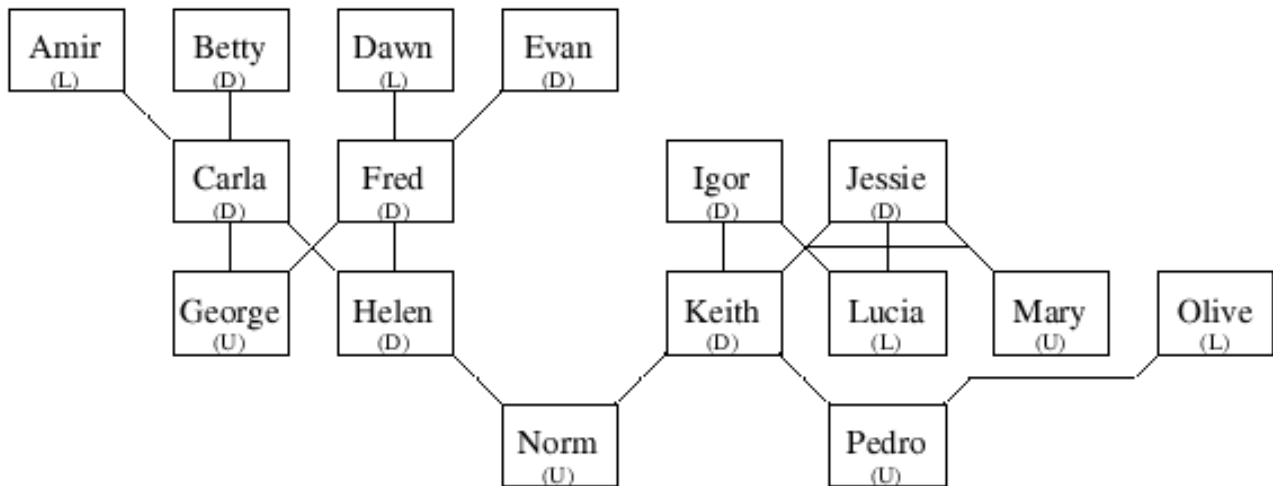 Amir Betty Dawn Evan
(L) (D) (L) (D)
Carla Fred Igor Jessie
(D) (D) (D) (D)
George Helen Keith Lucia Mary Olive
(U) (D) (D) (L) (U) (L)
Norm Pedro
(U) (U)